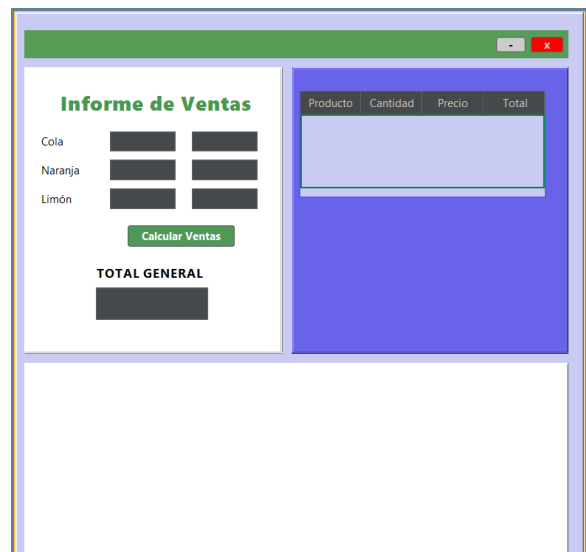 - x
Informe de Ventas
Cola
Naranja
Limón
Calcular Ventas
TOTAL GENERAL
Producto Cantidad Precio Total